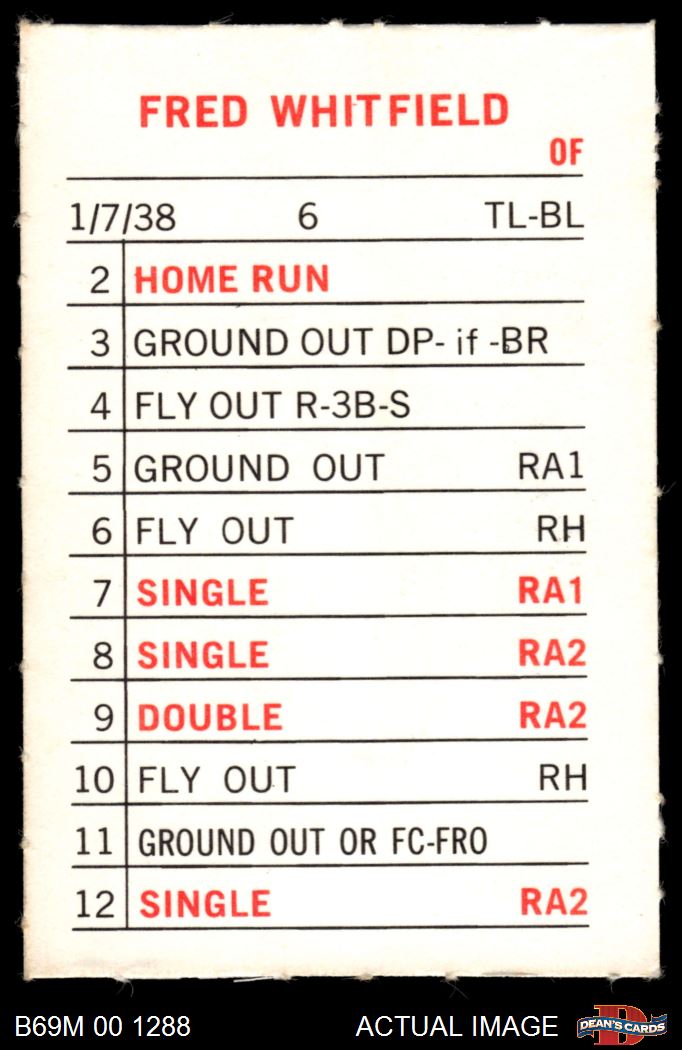 FRED WHITFIELD
OF
1/7/38 6 TL-BL
2 HOME RUN
3 GROUND OUT DP- if -BR
4 FLY OUT R-3B-S
5 GROUND OUT RA1
6 FLY OUT RH
7 SINGLE RA1
8 SINGLE RA2
9 DOUBLE RA2
10 FLY OUT RH
11 GROUND OUT OR FC-FRO
12 SINGLE RA2
B69M 00 1288 ACTUAL IMAGE D DEAN'S CARDS